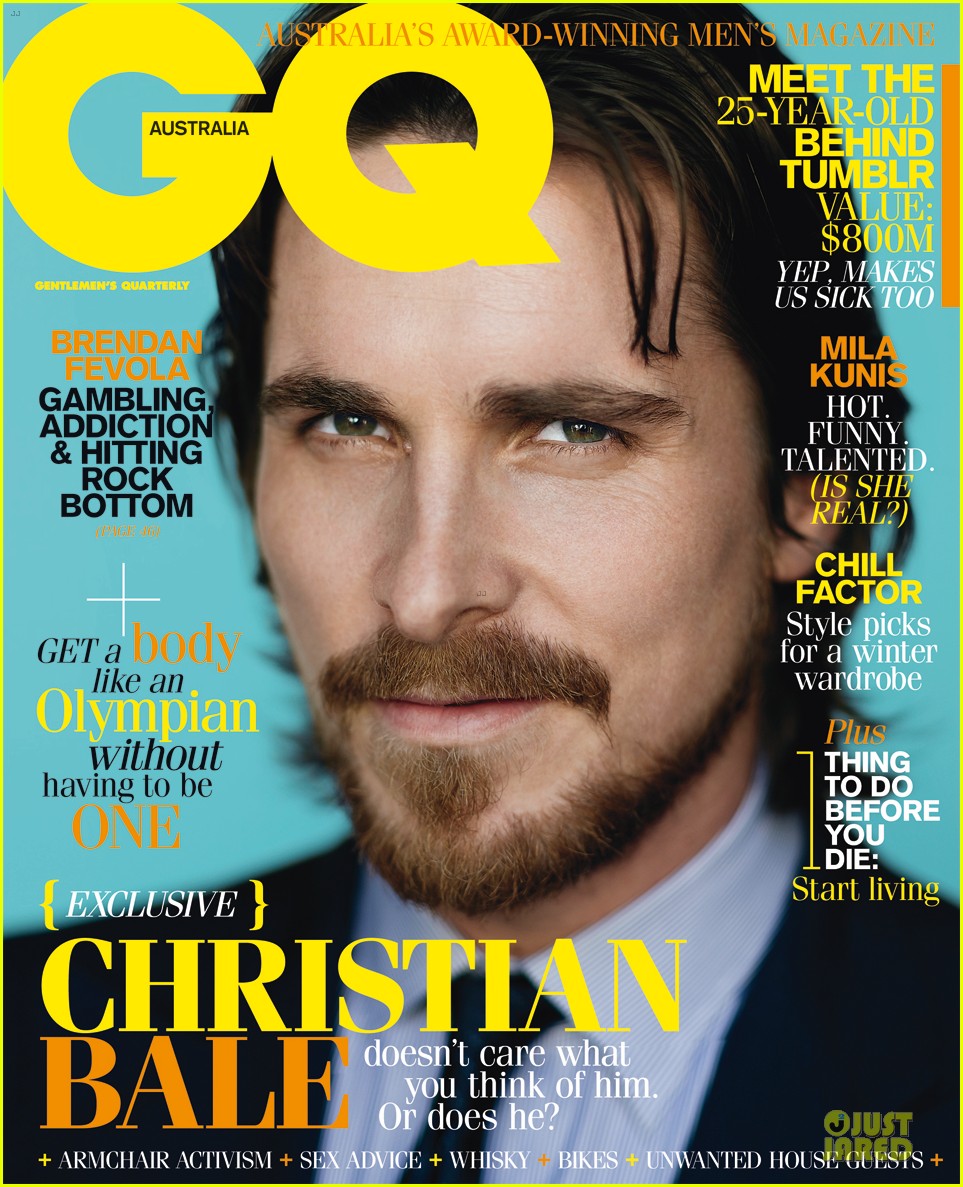 AUSTRALIA'S AWARD-WINNING MEN'S MAGAZINE
GQ
AUSTRALIA
GENTLEMEN'S QUARTERLY
MEET THE
25-YEAR-OLD
BEHIND
TUMBLR
VALUE:
$800M
YEP, MAKES
US SICK TOO
BRENDAN
FEVOLA
GAMBLING,
ADDICTION
& HITTING
ROCK
BOTTOM
MILA
KUNIS
HOT.
FUNNY.
TALENTED.
(IS SHE
REAL?)
CHILL
FACTOR
Style picks
for a winter
wardrobe
GET a body
like an
Olympian
without
having to be
ONE
Plus
THING
TO DO
BEFORE
YOU
DIE:
Start living
{ EXCLUSIVE }
CHRISTIAN
BALE
doesn't care what
you think of him.
Or does he?
JUST
JARED
+ ARMCHAIR ACTIVISM + SEX ADVICE + WHISKY + BIKES + UNWANTED HOUSE GUESTS +